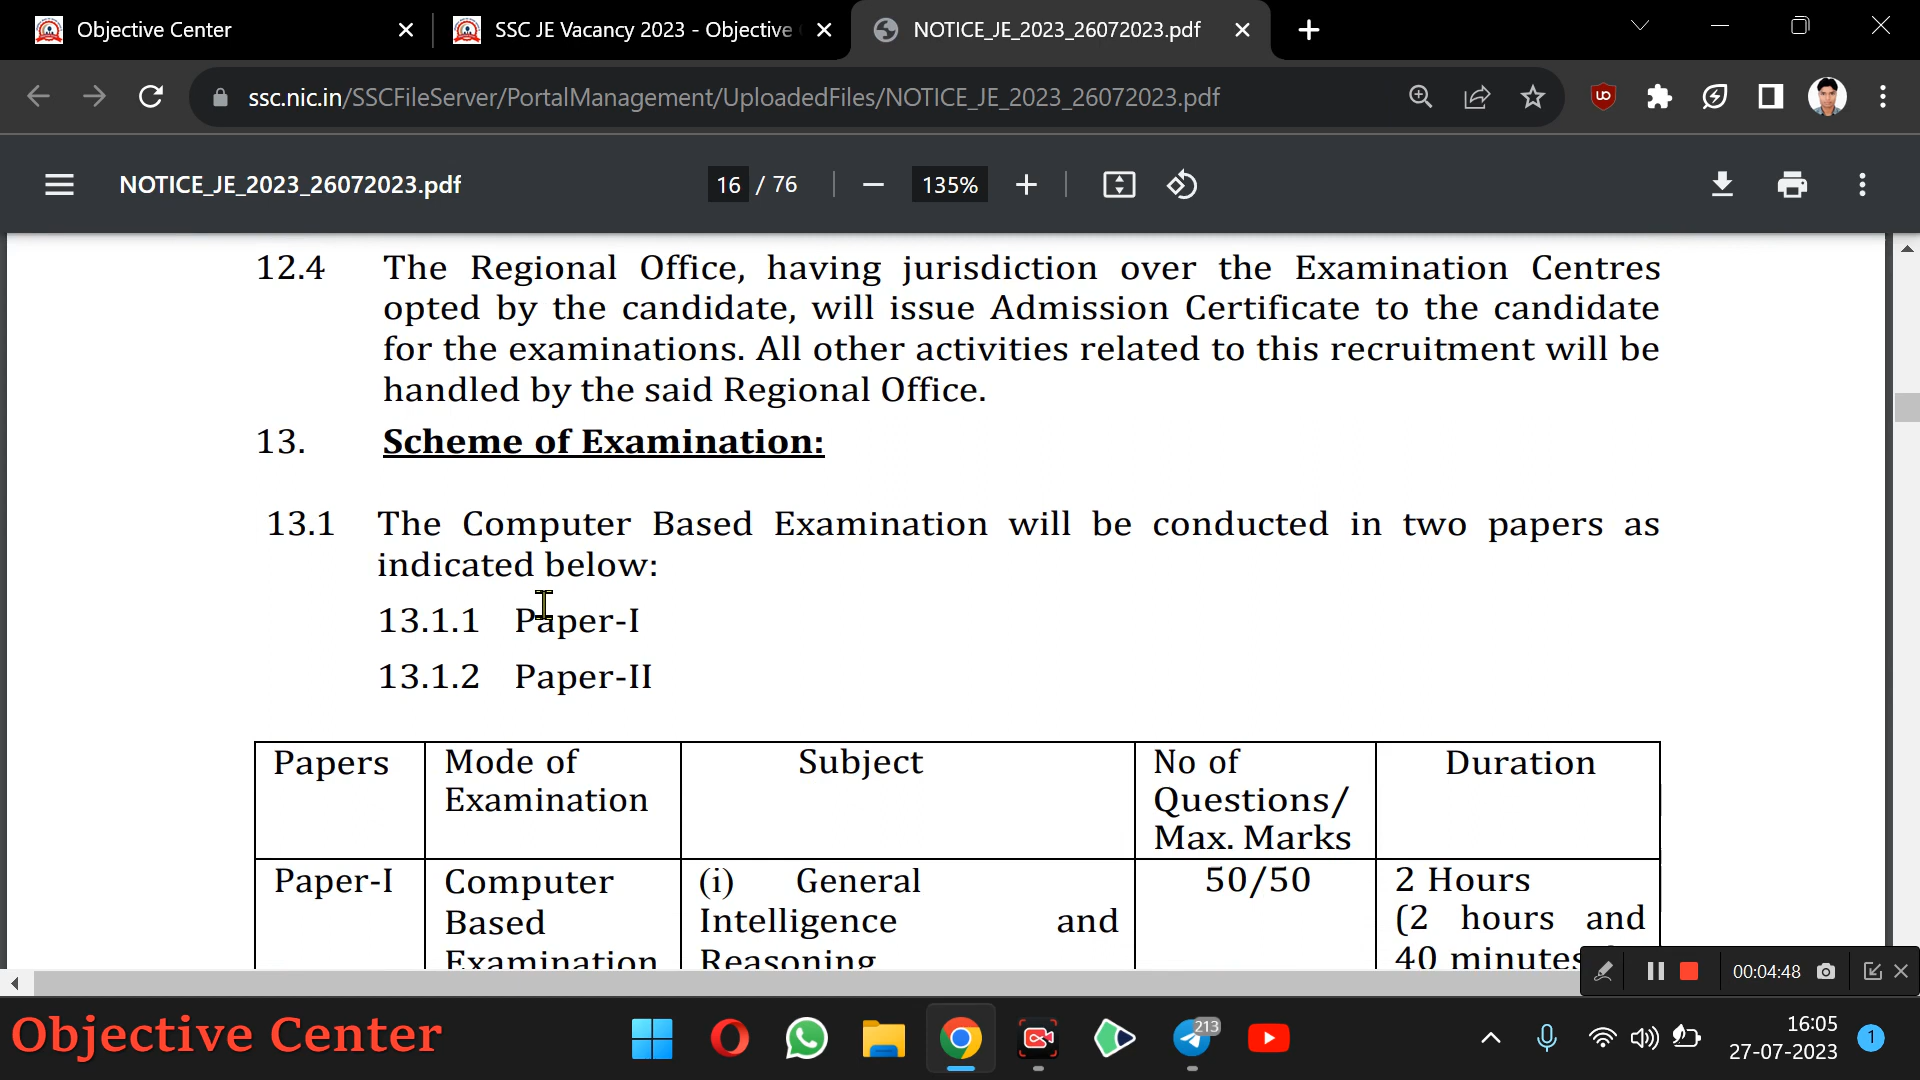 Objective Center
SSC JE Vacancy 2023 - Objective
NOTICE_JE_2023_26072023.pdf
ssc.nic.in/SSCFileServer/PortalManagement/UploadedFiles/NOTICE_JE_2023_26072023.pdf
NOTICE_JE_2023_26072023.pdf
16 / 76
135%
12.4 The Regional Office, having jurisdiction over the Examination Centres
opted by the candidate, will issue Admission Certificate to the candidate
for the examinations. All other activities related to this recruitment will be
handled by the said Regional Office.
13. Scheme of Examination:
13.1 The Computer Based Examination will be conducted in two papers as
indicated below:
13.1.1 Paper-I
13.1.2 Paper-II
Papers
Mode of
Examination
Subject
No of
Questions/
Max. Marks
Duration
Paper-I
Computer
Based
Examination
(i) General
Intelligence and
Reasoning
50/50
2 Hours
(2 hours and
40 minutes
00:04:48
Objective Center
213
16:05
27-07-2023
1